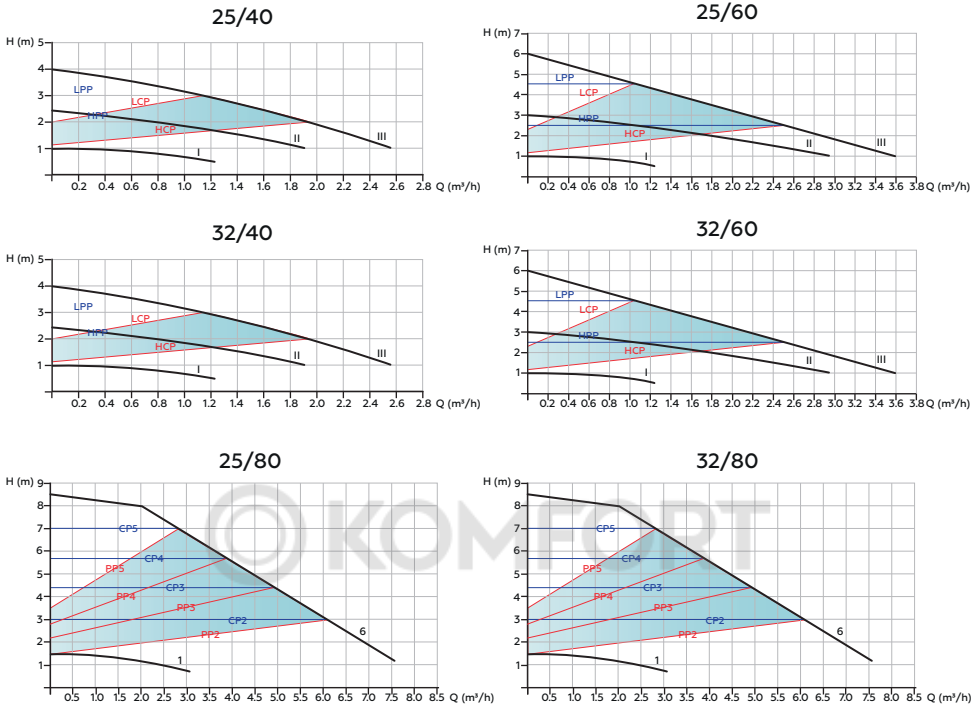 25/40
H (m) 5
4
3
2
1
LPP
LCP
HPP
HCP
I
II
III
0.2 0.4 0.6 0.8 1.0 1.2 1.4 1.6 1.8 2.0 2.2 2.4 2.6 2.8 Q (m³/h)
25/60
H (m) 7
6
5
4
3
2
1
LPP
LCP
HPP
HCP
I
II
III
0.2 0.4 0.6 0.8 1.0 1.2 1.4 1.6 1.8 2.0 2.2 2.4 2.6 2.8 3.0 3.2 3.4 3.6 3.8 Q (m³/h)
32/40
H (m) 5
4
3
2
1
LPP
LCP
HPP
HCP
I
II
III
0.2 0.4 0.6 0.8 1.0 1.2 1.4 1.6 1.8 2.0 2.2 2.4 2.6 2.8 Q (m³/h)
32/60
H (m) 7
6
5
4
3
2
1
LPP
LCP
HPP
HCP
I
II
III
0.2 0.4 0.6 0.8 1.0 1.2 1.4 1.6 1.8 2.0 2.2 2.4 2.6 2.8 3.0 3.2 3.4 3.6 3.8 Q (m³/h)
25/80
H (m) 9
8
7
6
5
4
3
2
1
CP5
CP4
PP5
CP3
PP4
PP3
CP2
PP2
6
1
0.5 1.0 1.5 2.0 2.5 3.0 3.5 4.0 4.5 5.0 5.5 6.0 6.5 7.0 7.5 8.0 8.5 Q (m³/h)
32/80
H (m) 9
8
7
6
5
4
3
2
1
CP5
CP4
PP5
CP3
PP4
PP3
CP2
PP2
6
1
0.5 1.0 1.5 2.0 2.5 3.0 3.5 4.0 4.5 5.0 5.5 6.0 6.5 7.0 7.5 8.0 8.5 Q (m³/h)
KOMFORT